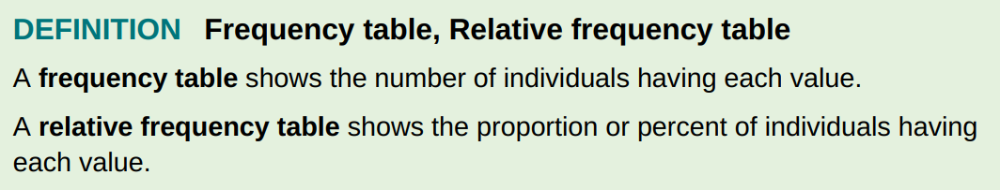 DEFINITION Frequency table, Relative frequency table
A frequency table shows the number of individuals having each value.
A relative frequency table shows the proportion or percent of individuals having
each value.